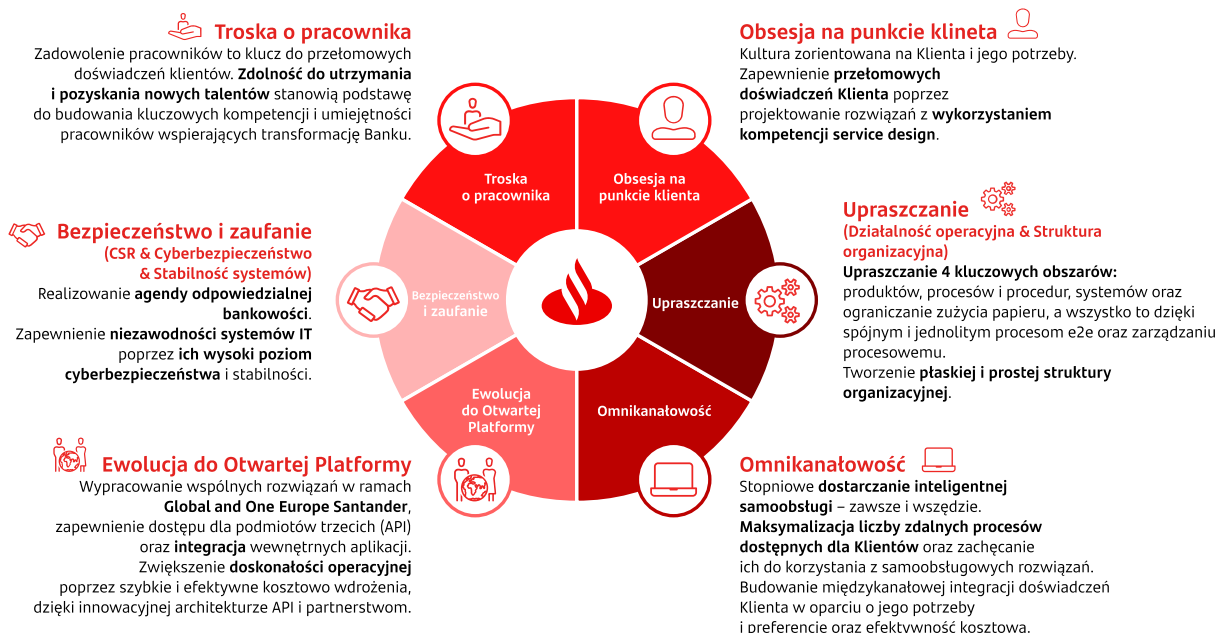 Troska o pracownika
Zadowolenie pracowników to klucz do przełomowych
doświadczeń klientów. Zdolność do utrzymania
i pozyskania nowych talentów stanowią podstawę
do budowania kluczowych kompetencji i umiejętności
pracowników wspierających transformację Banku.
Obsesja na punkcie klineta
Kultura zorientowana na Klienta i jego potrzeby.
Zapewnienie przełomowych
doświadczeń Klienta poprzez
projektowanie rozwiązań z wykorzystaniem
kompetencji service design.
Bezpieczeństwo i zaufanie
(CSR & Cyberbezpieczeństwo
& Stabilność systemów)
Realizowanie agendy odpowiedzialnej
bankowości.
Zapewnienie niezawodności systemów IT
poprzez ich wysoki poziom
cyberbezpieczeństwa i stabilności.
Troska
o pracownika
Obsesja na
punkcie klienta
Bezpieczeństwo
i zaufanie
Upraszczanie
Ewolucja
do Otwartej
Platformy
Omnikanałowość
Upraszczanie
(Działalność operacyjna & Struktura
organizacyjna)
Upraszczanie 4 kluczowych obszarów:
produktów, procesów i procedur, systemów oraz
ograniczanie zużycia papieru, a wszystko to dzięki
spójnym i jednolitym procesom e2e oraz zarządzaniu
procesowemu.
Tworzenie płaskiej i prostej struktury
organizacyjnej.
Ewolucja do Otwartej Platformy
Wypracowanie wspólnych rozwiązań w ramach
Global and One Europe Santander,
zapewnienie dostępu dla podmiotów trzecich (API)
oraz integracja wewnętrnych aplikacji.
Zwiększenie doskonałości operacyjnej
poprzez szybkie i efektywne kosztowo wdrożenia,
dzięki innowacyjnej architekturze API i partnerstwom.
Omnikanałowość
Stopniowe dostarczanie inteligentnej
samoobsługi – zawsze i wszędzie.
Maksymalizacja liczby zdalnych procesów
dostępnych dla Klientów oraz zachęcanie
ich do korzystania z samoobsługowych rozwiązań.
Budowanie międzykanałowej integracji doświadczeń
Klienta w oparciu o jego potrzeby
i preferencje oraz efektywność kosztowa.